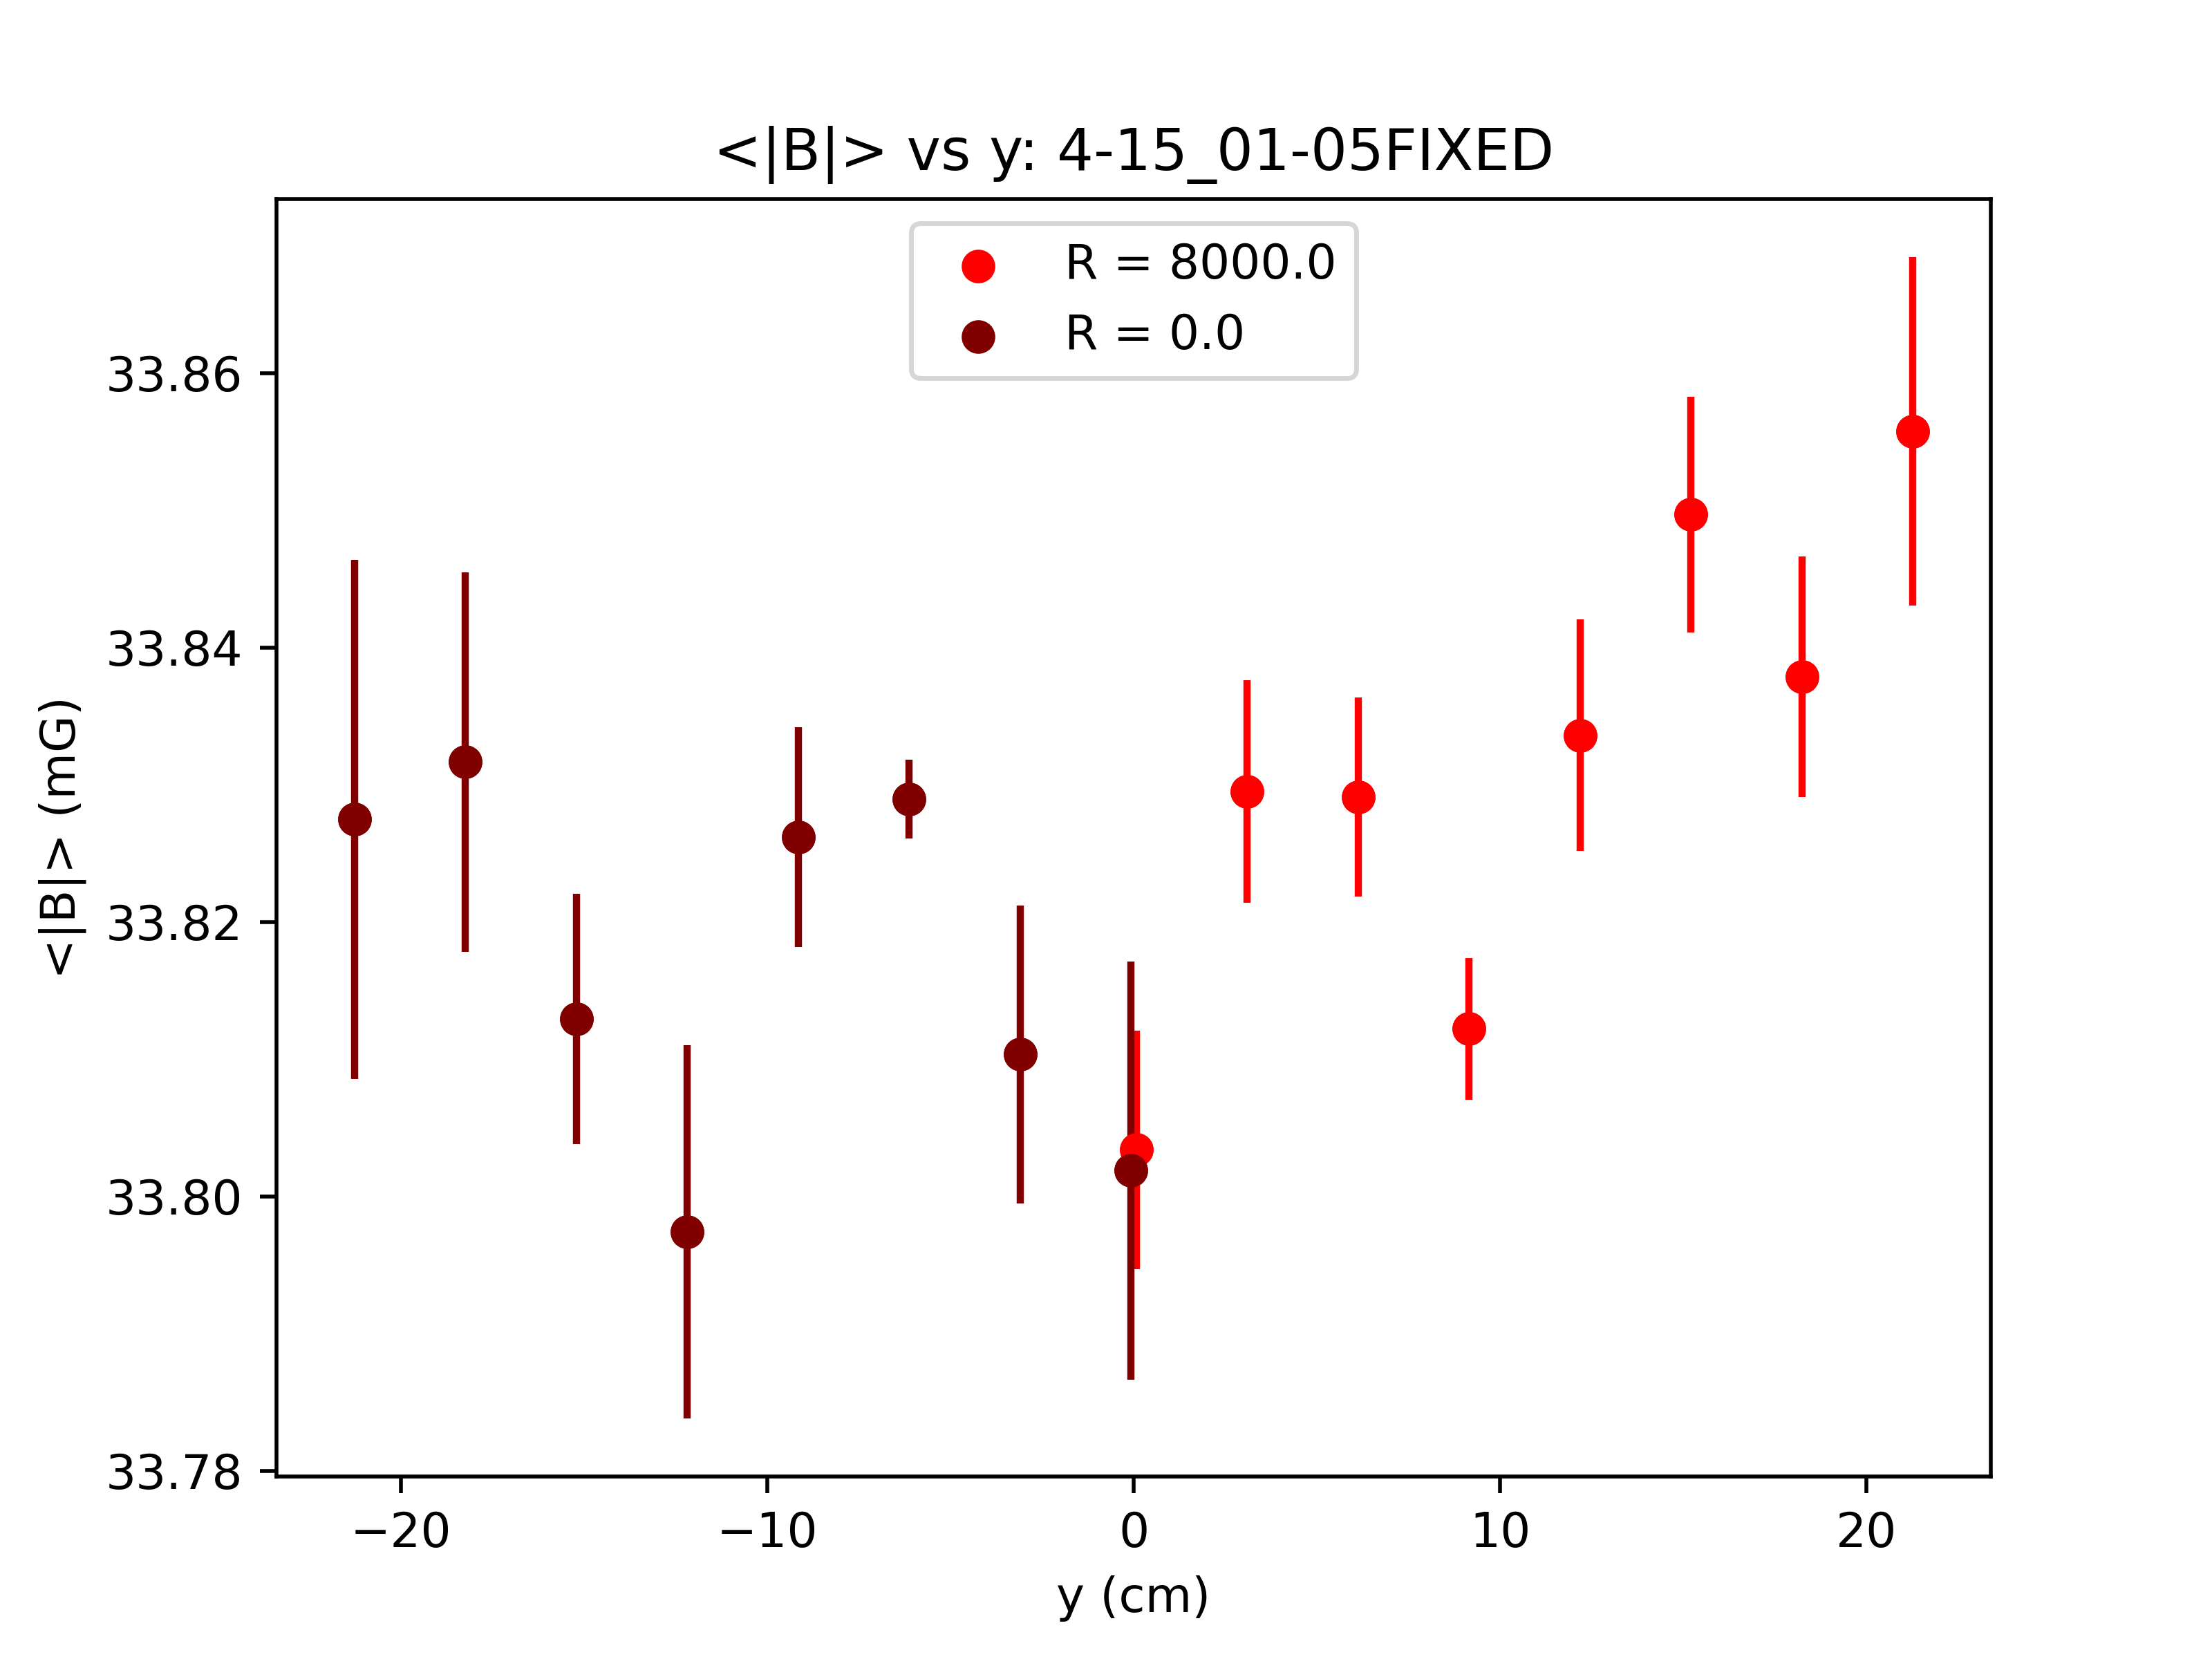 <|B|> vs y: 4-15_01-05FIXED
R = 8000.0
R = 0.0
33.86
33.84
33.82
33.80
33.78
<|B|> (mG)
−20
−10
0
10
20
y (cm)